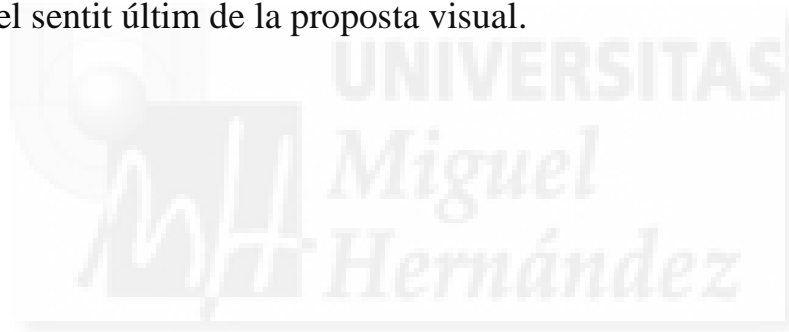 el sentit últim de la proposta visual.
UNIVERSITAS
Miguel
Hernández